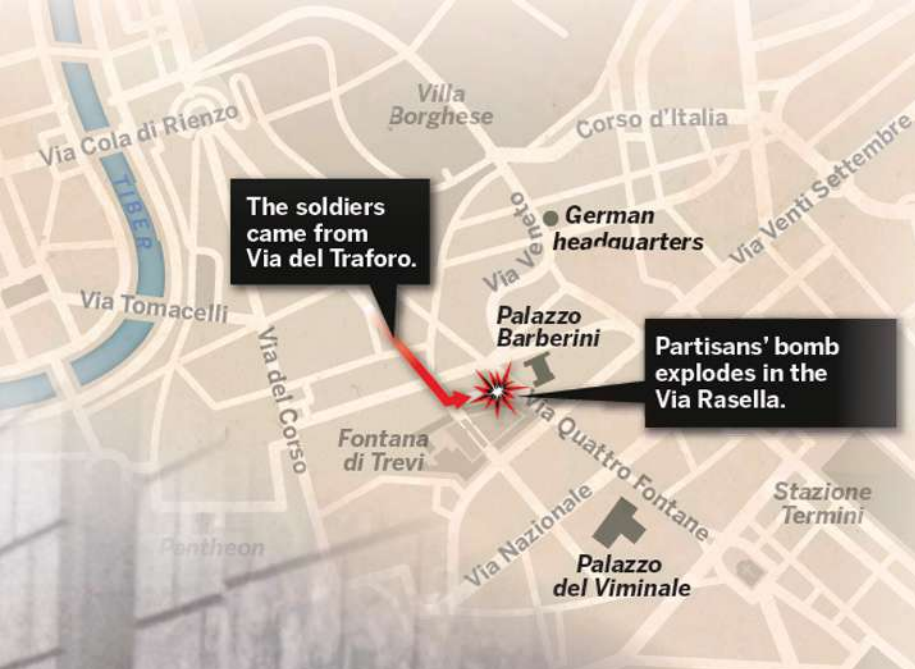 Villa
Borghese
Corso d'Italia
Via Cola di Rienzo
Via Venti Settembre
TIBER
The soldiers
came from
Via del Traforo.
German
headquarters
Via Veneto
Via Tomacelli
Palazzo
Barberini
Partisans' bomb
explodes in the
Via Rasella.
Via del Corso
Fontana
di Trevi
Via Quattro Fontane
Stazione
Termini
Pantheon
Via Nazionale
Palazzo
del Viminale